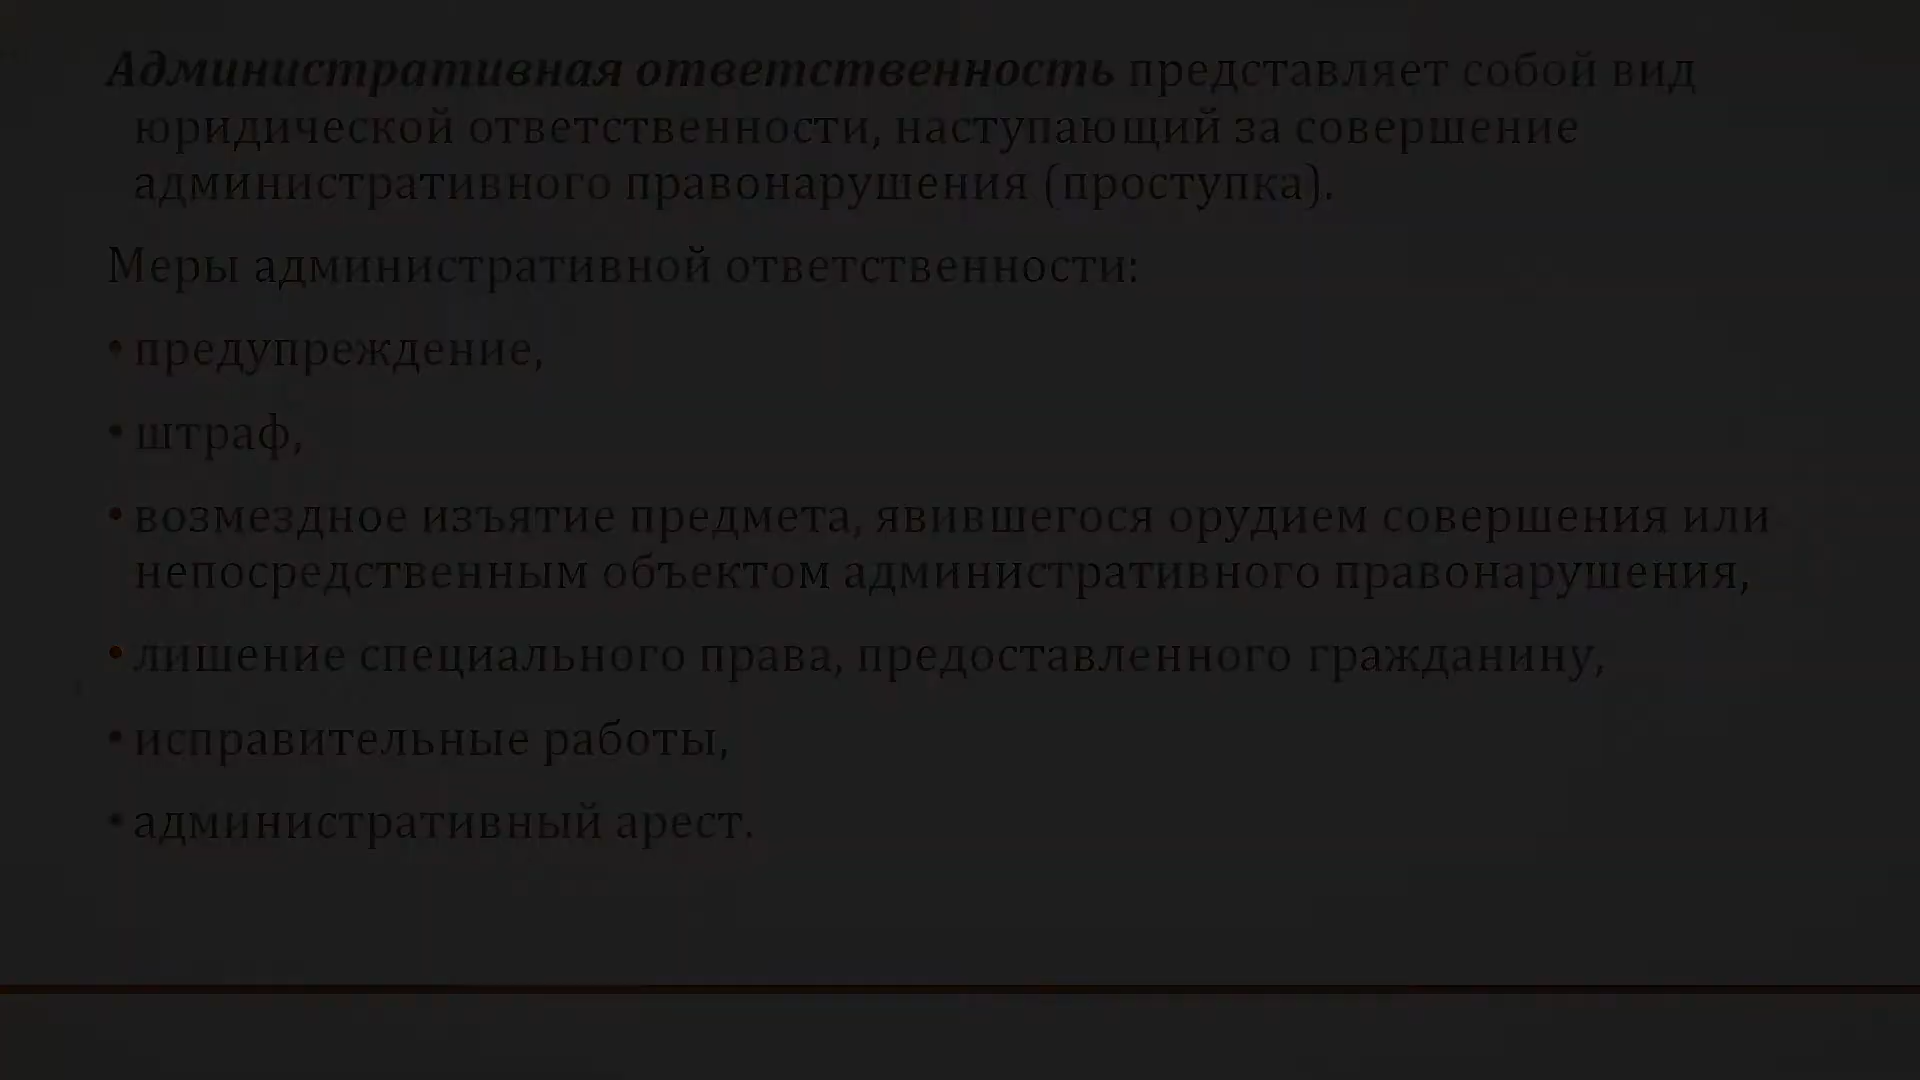 Административная ответственность представляет собой вид
юридической ответственности, наступающий за совершение
административного правонарушения (проступка).
Меры административной ответственности:
• предупреждение,
• штраф,
• возмездное изъятие предмета, явившегося орудием совершения или
непосредственным объектом административного правонарушения,
• лишение специального права, предоставленного гражданину,
• исправительные работы,
• административный арест.